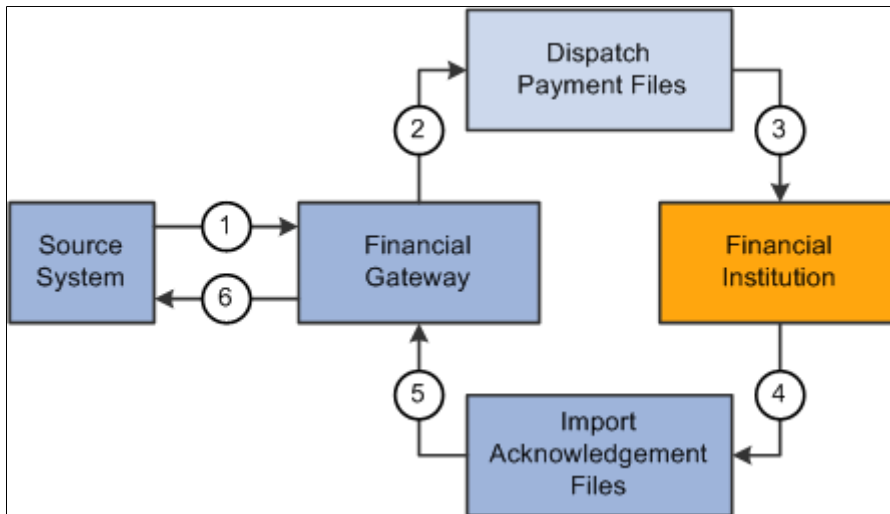 Dispatch
Payment Files
2
3
Source
System
1
6
Financial
Gateway
Financial
Institution
5
4
Import
Acknowledgement
Files